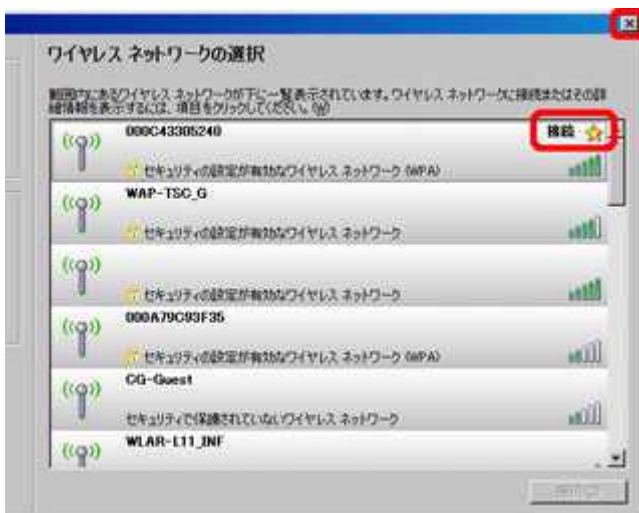 ワイヤレス ネットワークの選択
範囲内にあるワイヤレス ネットワークが下に一覧表示されています。ワイヤレス ネットワークに接続またはその詳
細情報を表示するには、項目をクリックしてください。(W)
000C43305240
接続
セキュリティの設定が有効なワイヤレス ネットワーク (WPA)
WAP-TSC_G
セキュリティの設定が有効なワイヤレス ネットワーク
セキュリティの設定が有効なワイヤレス ネットワーク
000A79C93F35
セキュリティの設定が有効なワイヤレス ネットワーク (WPA)
CG-Guest
セキュリティで保護されていないワイヤレス ネットワーク
WLAR-L11_INF